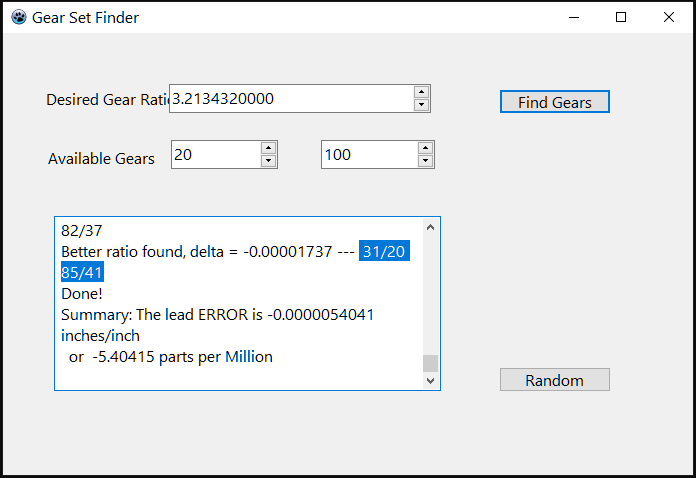 Gear Set Finder
Desired Gear Ratio 3.2134320000
Find Gears
Available Gears 20 100
82/37
Better ratio found, delta = -0.00001737 --- 31/20
85/41
Done!
Summary: The lead ERROR is -0.0000054041
inches/inch
or -5.40415 parts per Million
Random